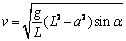 v = √(g/L (L² − a²) sin α)